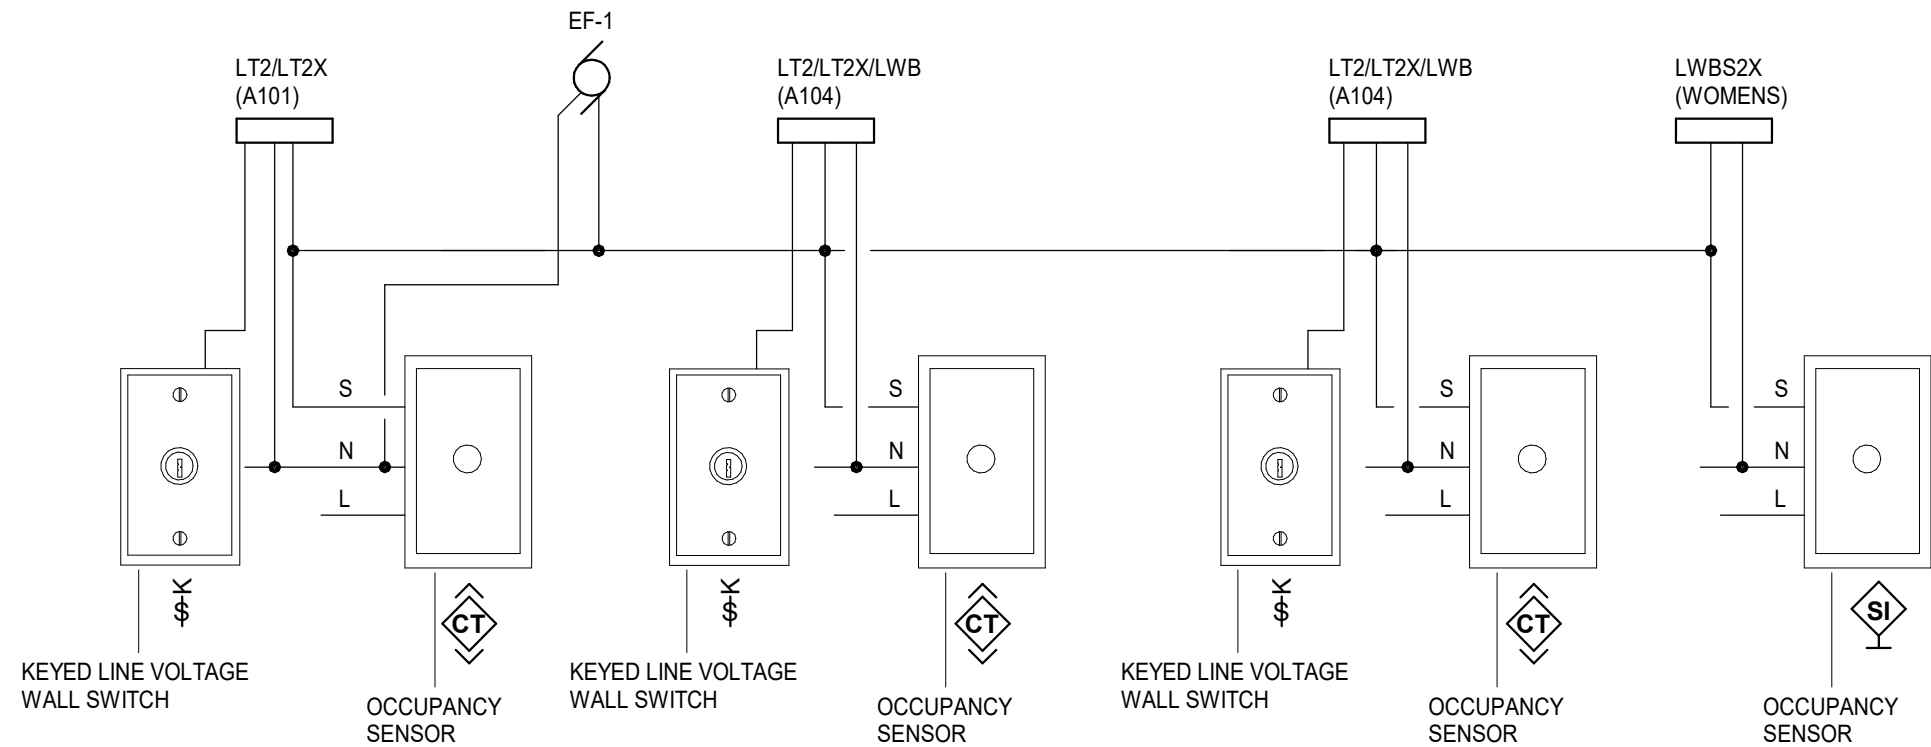 EF-1
LT2/LT2X
(A101)
LT2/LT2X/LWB
(A104)
LT2/LT2X/LWB
(A104)
LWBS2X
(WOMENS)
S
N
L
S
N
L
S
N
L
S
N
L
$K
CT
$K
CT
$K
CT
SI
KEYED LINE VOLTAGE
WALL SWITCH
OCCUPANCY
SENSOR
KEYED LINE VOLTAGE
WALL SWITCH
OCCUPANCY
SENSOR
KEYED LINE VOLTAGE
WALL SWITCH
OCCUPANCY
SENSOR
OCCUPANCY
SENSOR